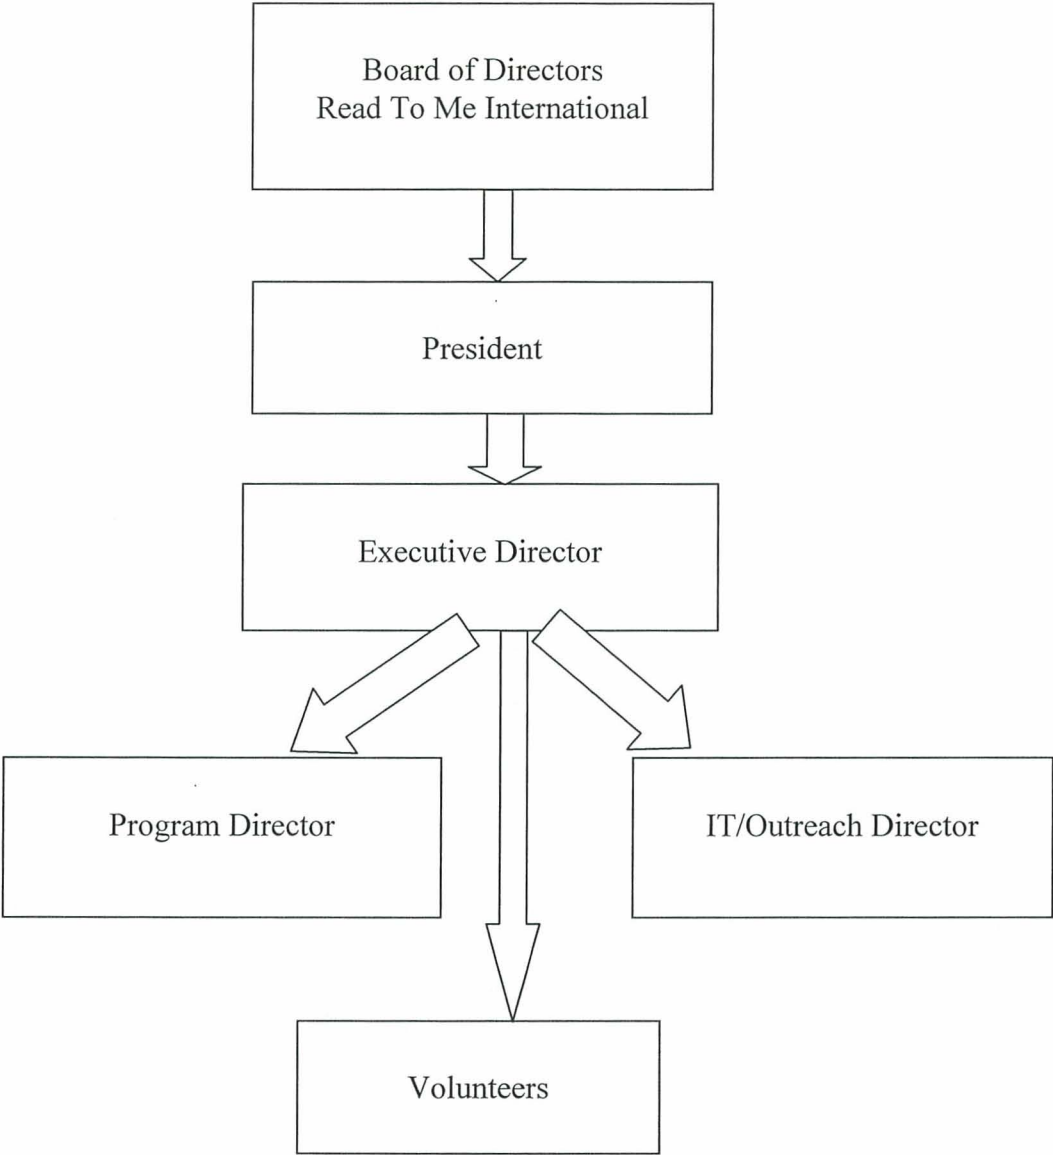 Board of Directors
Read To Me International
President
Executive Director
Program Director
IT/Outreach Director
Volunteers